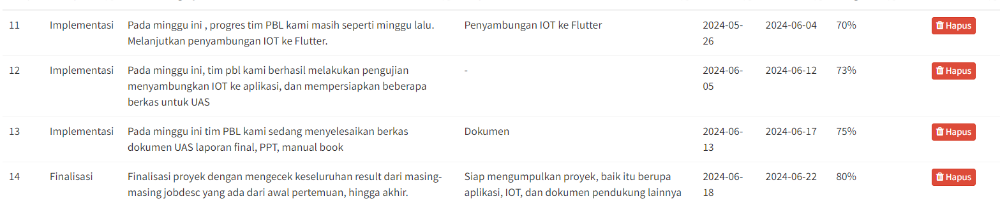 11 Implementasi Pada minggu ini , progres tim PBL kami masih seperti minggu lalu. Penyambungan IOT ke Flutter 2024-05- 2024-06-04 70% Hapus
Melanjutkan penyambungan IOT ke Flutter. 26
12 Implementasi Pada minggu ini, tim pbl kami berhasil melakukan pengujian - 2024-06- 2024-06-12 73% Hapus
menyambungkan IOT ke aplikasi, dan mempersiapkan beberapa 05
berkas untuk UAS
13 Implementasi Pada minggu ini tim PBL kami sedang menyelesaikan berkas Dokumen 2024-06- 2024-06-17 75% Hapus
dokumen UAS laporan final, PPT, manual book 13
14 Finalisasi Finalisasi proyek dengan mengecek keseluruhan result dari masing- Siap mengumpulkan proyek, baik itu berupa 2024-06- 2024-06-22 80% Hapus
masing jobdesc yang ada dari awal pertemuan, hingga akhir. aplikasi, IOT, dan dokumen pendukung lainnya 18